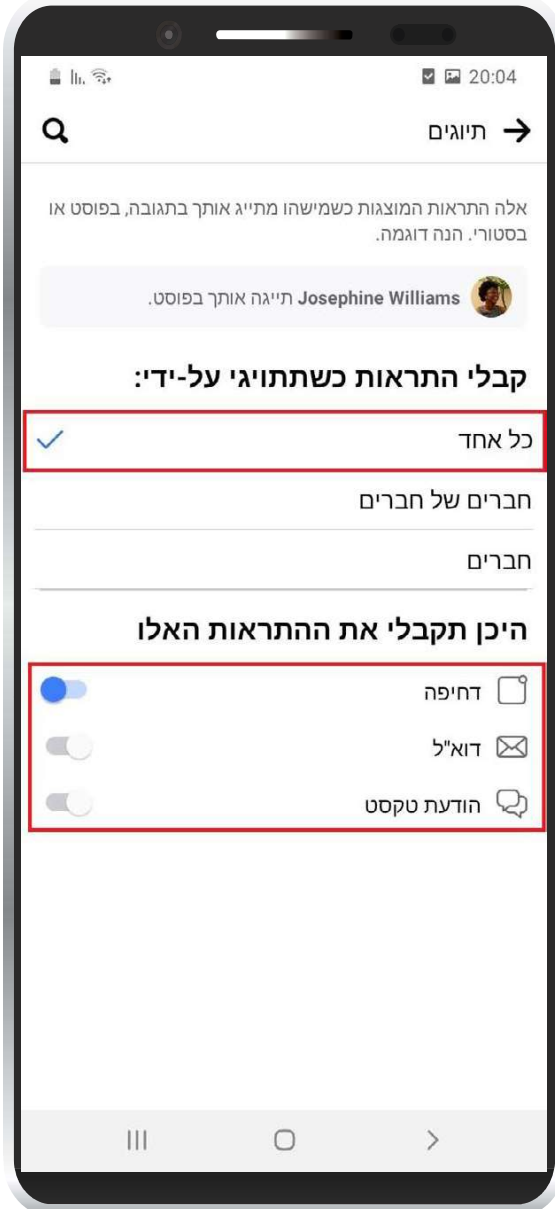 20:04
תיוגים
אלה התראות המוצגות כשמישהו מתייג אותך בתגובה, בפוסט או
בסטורי. הנה דוגמה.
Josephine Williams תייגה אותך בפוסט.
קבלי התראות כשתתויגי על-ידי:
כל אחד
חברים של חברים
חברים
היכן תקבלי את ההתראות האלו
דחיפה
דוא"ל
הודעת טקסט